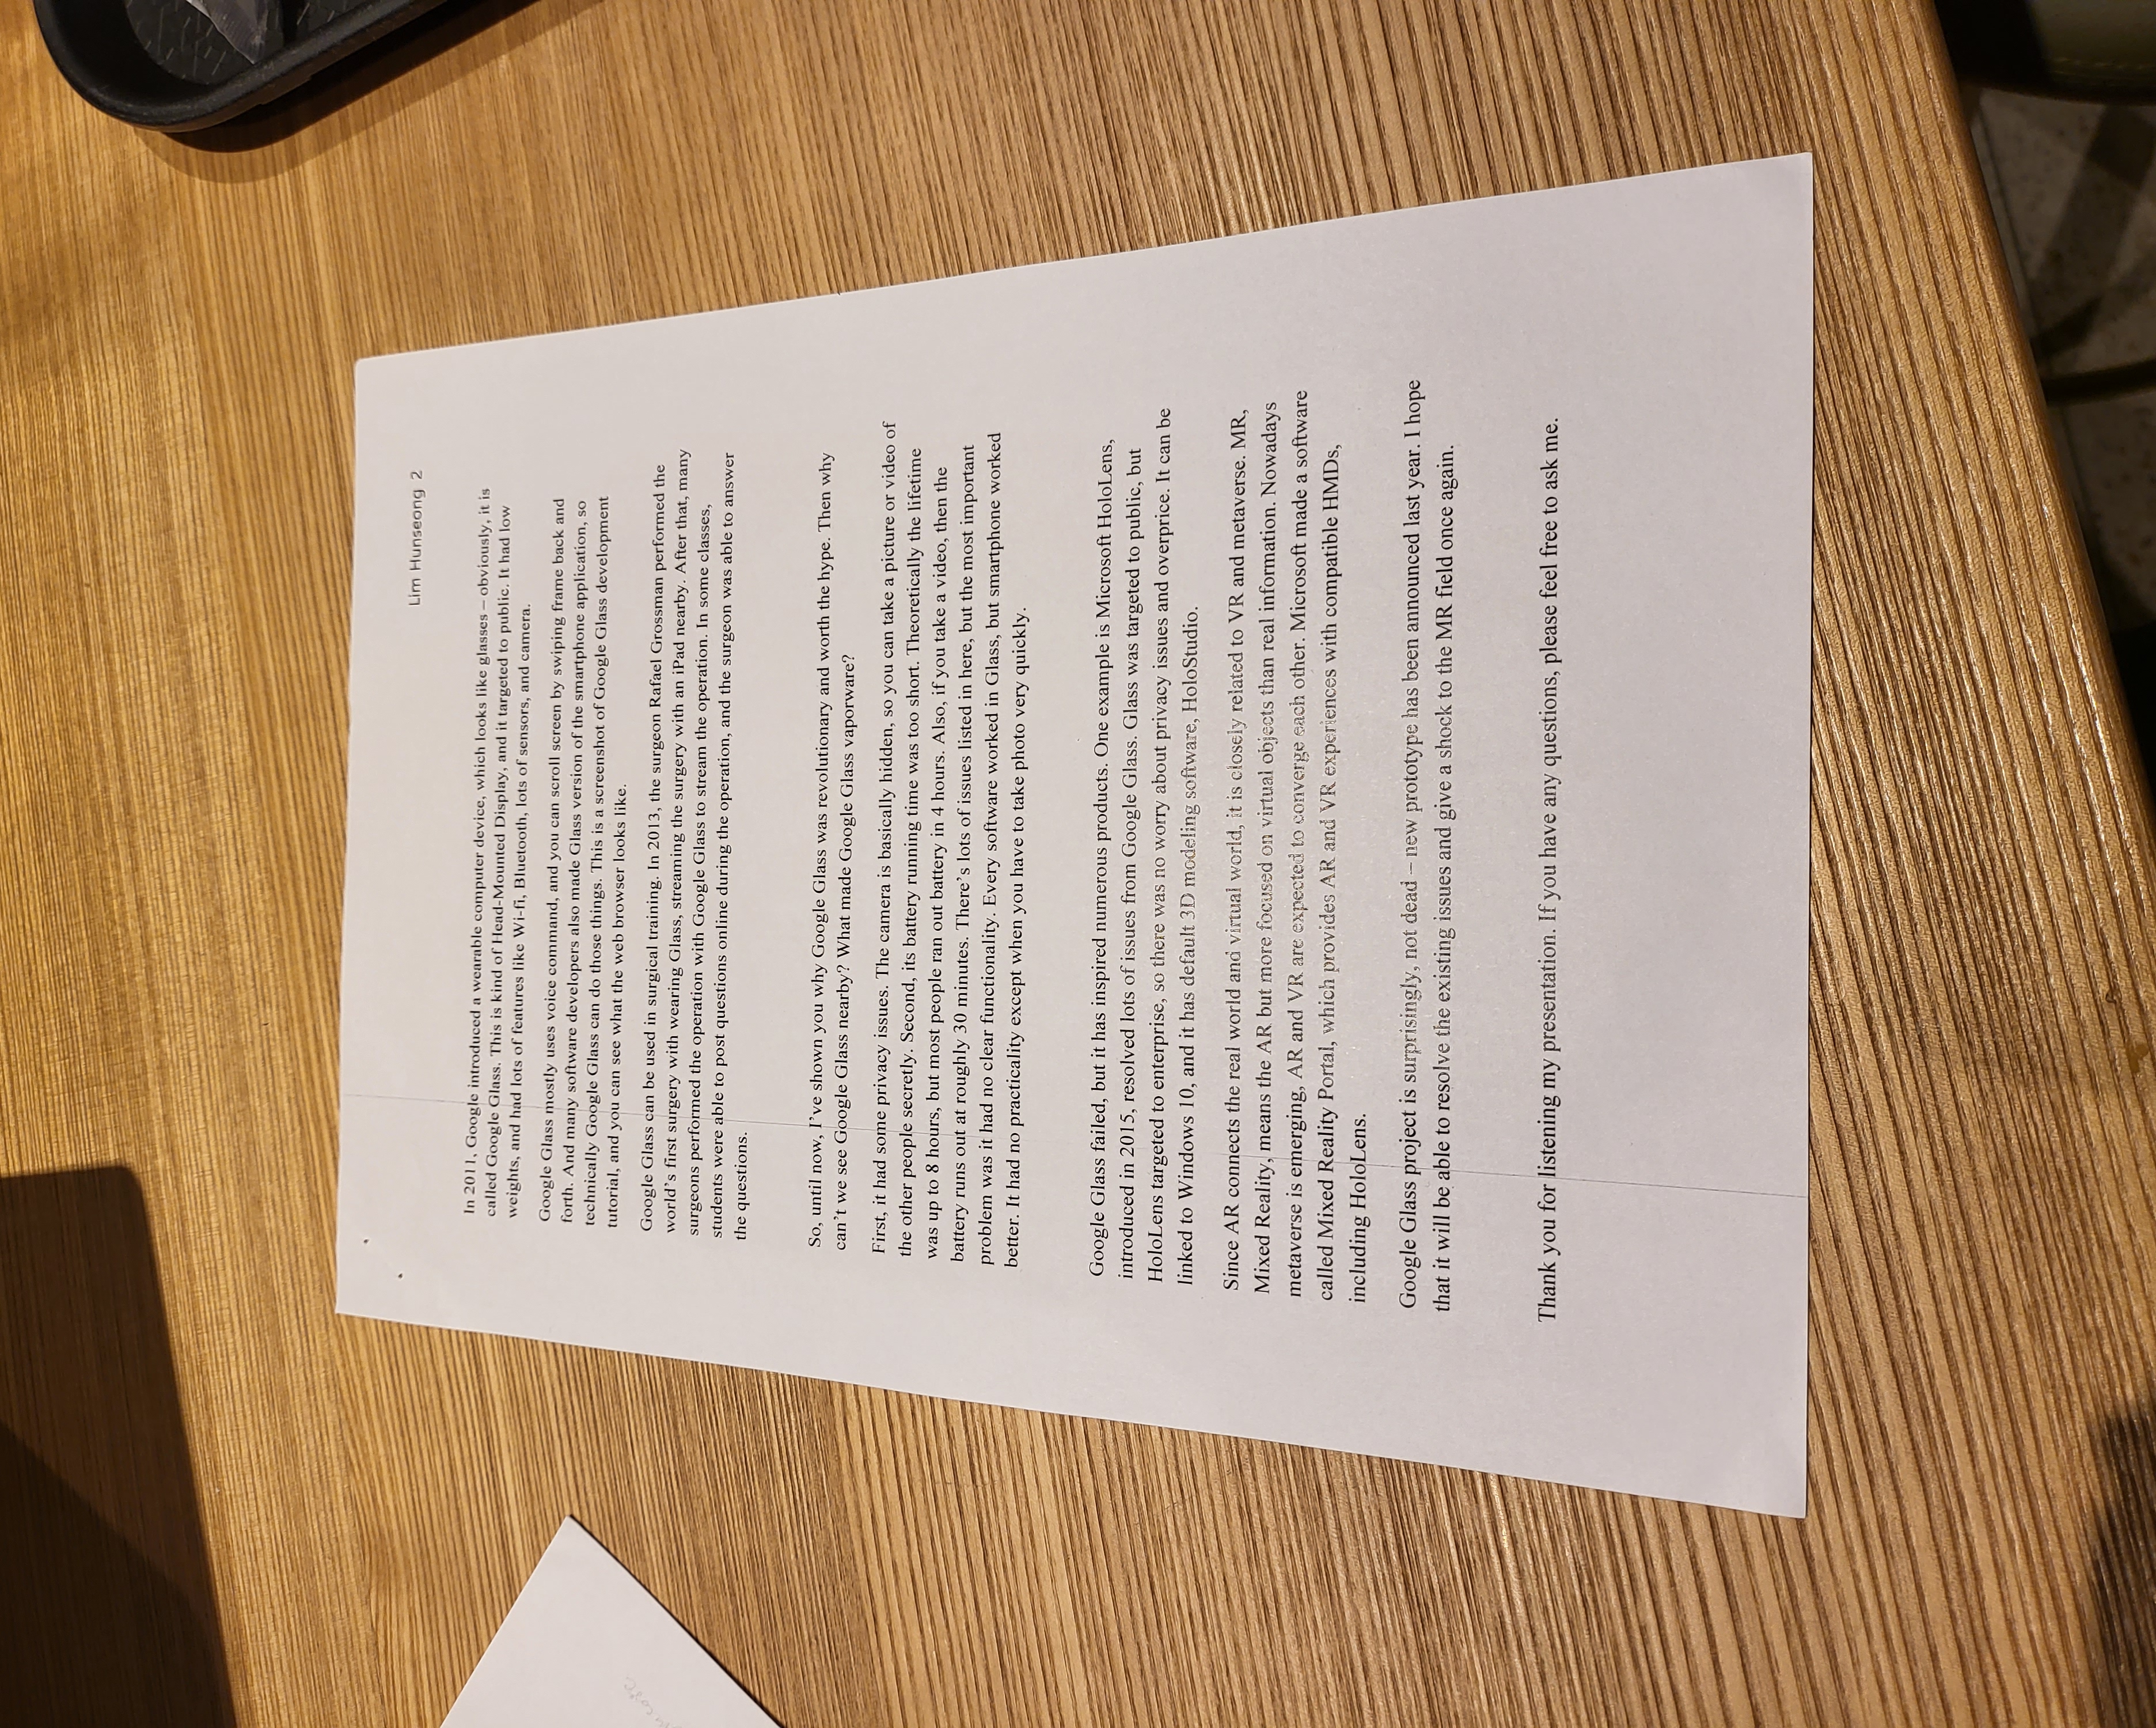 Lim Hunseong 2
In 2011, Google introduced a wearable computer device, which looks like glasses – obviously, it is
called Google Glass. This is kind of Head-Mounted Display, and it targeted to public. It had low
weights, and had lots of features like Wi-fi, Bluetooth, lots of sensors, and camera.
Google Glass mostly uses voice command, and you can scroll screen by swiping frame back and
forth. And many software developers also made Glass version of the smartphone application, so
technically Google Glass can do those things. This is a screenshot of Google Glass development
tutorial, and you can see what the web browser looks like.
Google Glass can be used in surgical training. In 2013, the surgeon Rafael Grossman performed the
world's first surgery with wearing Glass, streaming the surgery with an iPad nearby. After that, many
surgeons performed the operation with Google Glass to stream the operation. In some classes,
students were able to post questions online during the operation, and the surgeon was able to answer
the questions.
So, until now, I've shown you why Google Glass was revolutionary and worth the hype. Then why
can't we see Google Glass nearby? What made Google Glass vaporware?
First, it had some privacy issues. The camera is basically hidden, so you can take a picture or video of
the other people secretly. Second, its battery running time was too short. Theoretically the lifetime
was up to 8 hours, but most people ran out battery in 4 hours. Also, if you take a video, then the
battery runs out at roughly 30 minutes. There's lots of issues listed in here, but the most important
problem was it had no clear functionality. Every software worked in Glass, but smartphone worked
better. It had no practicality except when you have to take photo very quickly.
Google Glass failed, but it has inspired numerous products. One example is Microsoft HoloLens,
introduced in 2015, resolved lots of issues from Google Glass. Glass was targeted to public, but
HoloLens targeted to enterprise, so there was no worry about privacy issues and overprice. It can be
linked to Windows 10, and it has default 3D modeling software, HoloStudio.
Since AR connects the real world and virtual world, it is closely related to VR and metaverse. MR,
Mixed Reality, means the AR but more focused on virtual objects than real information. Nowadays
metaverse is emerging, AR and VR are expected to converge each other. Microsoft made a software
called Mixed Reality Portal, which provides AR and VR experiences with compatible HMDs,
including HoloLens.
Google Glass project is surprisingly, not dead – new prototype has been announced last year. I hope
that it will be able to resolve the existing issues and give a shock to the MR field once again.
Thank you for listening my presentation. If you have any questions, please feel free to ask me.